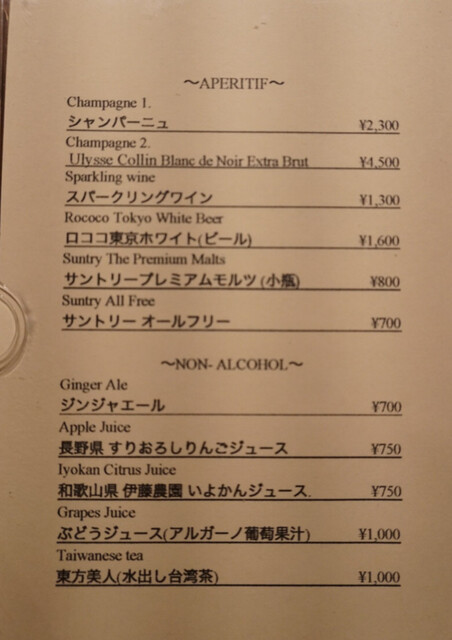 ～APERITIF～
Champagne 1.
シャンパーニュ ¥2,300
Champagne 2.
Ulysse Collin Blanc de Noir Extra Brut ¥4,500
Sparkling wine
スパークリングワイン ¥1,300
Rococo Tokyo White Beer
ロココ東京ホワイト(ビール) ¥1,600
Suntry The Premium Malts
サントリープレミアムモルツ (小瓶) ¥800
Suntry All Free
サントリー オールフリー ¥700
～NON- ALCOHOL～
Ginger Ale
ジンジャエール ¥700
Apple Juice
長野県 すりおろしりんごジュース ¥750
Iyokan Citrus Juice
和歌山県 伊藤農園 いよかんジュース. ¥750
Grapes Juice
ぶどうジュース(アルガーノ葡萄果汁) ¥1,000
Taiwanese tea
東方美人(水出し台湾茶) ¥1,000